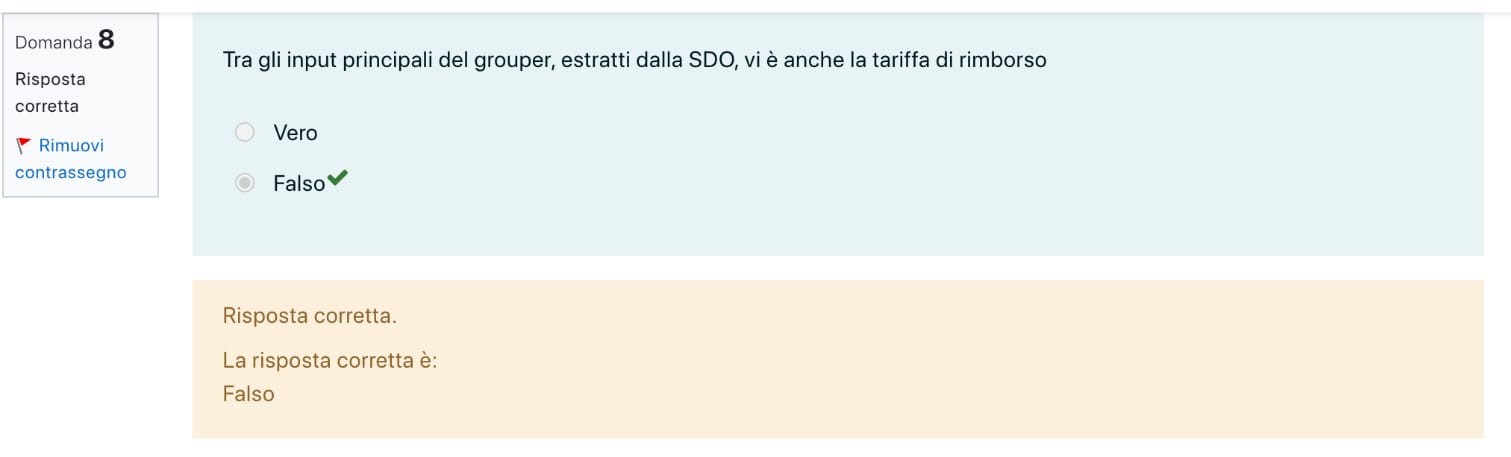 Domanda 8
Risposta
corretta
Rimuovi
contrassegno
Tra gli input principali del grouper, estratti dalla SDO, vi è anche la tariffa di rimborso
Vero
Falso
Risposta corretta.
La risposta corretta è:
Falso